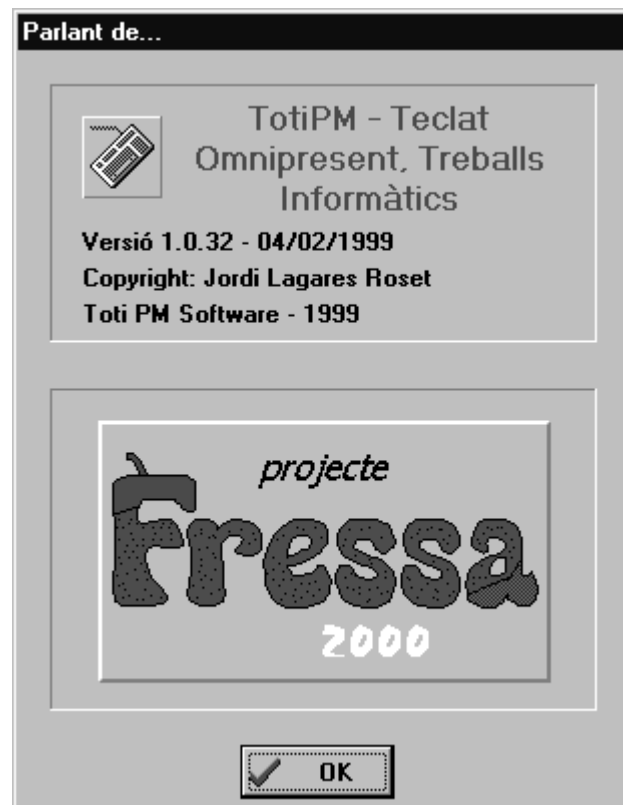 Parlant de...
TotiPM - Teclat
Omnipresent, Treballs
Informàtics
Versió 1.0.32 - 04/02/1999
Copyright: Jordi Lagares Roset
Toti PM Software - 1999
projecte
Fressa
2000
OK